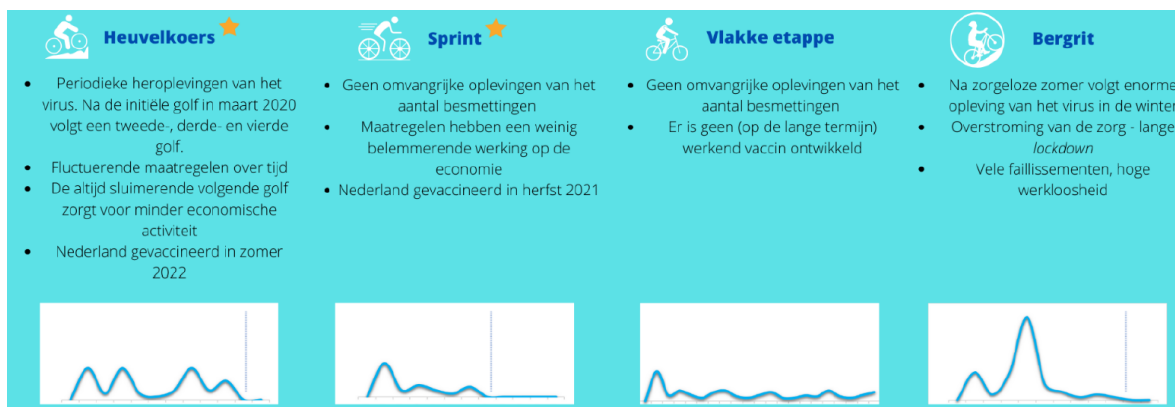 Heuvelkoers
• Periodieke heroplevingen van het
virus. Na de initiële golf in maart 2020
volgt een tweede-, derde- en vierde
golf.
• Fluctuerende maatregelen over tijd
• De altijd sluimerende volgende golf
zorgt voor minder economische
activiteit
• Nederland gevaccineerd in zomer
2022
Sprint
• Geen omvangrijke oplevingen van het
aantal besmettingen
• Maatregelen hebben een weinig
belemmerende werking op de
economie
• Nederland gevaccineerd in herfst 2021
Vlakke etappe
• Geen omvangrijke oplevingen van het
aantal besmettingen
• Er is geen (op de lange termijn)
werkend vaccin ontwikkeld
Bergrit
• Na zorgeloze zomer volgt enorme
opleving van het virus in de winter
• Overstroming van de zorg - lange
lockdown
• Vele faillissementen, hoge
werkloosheid